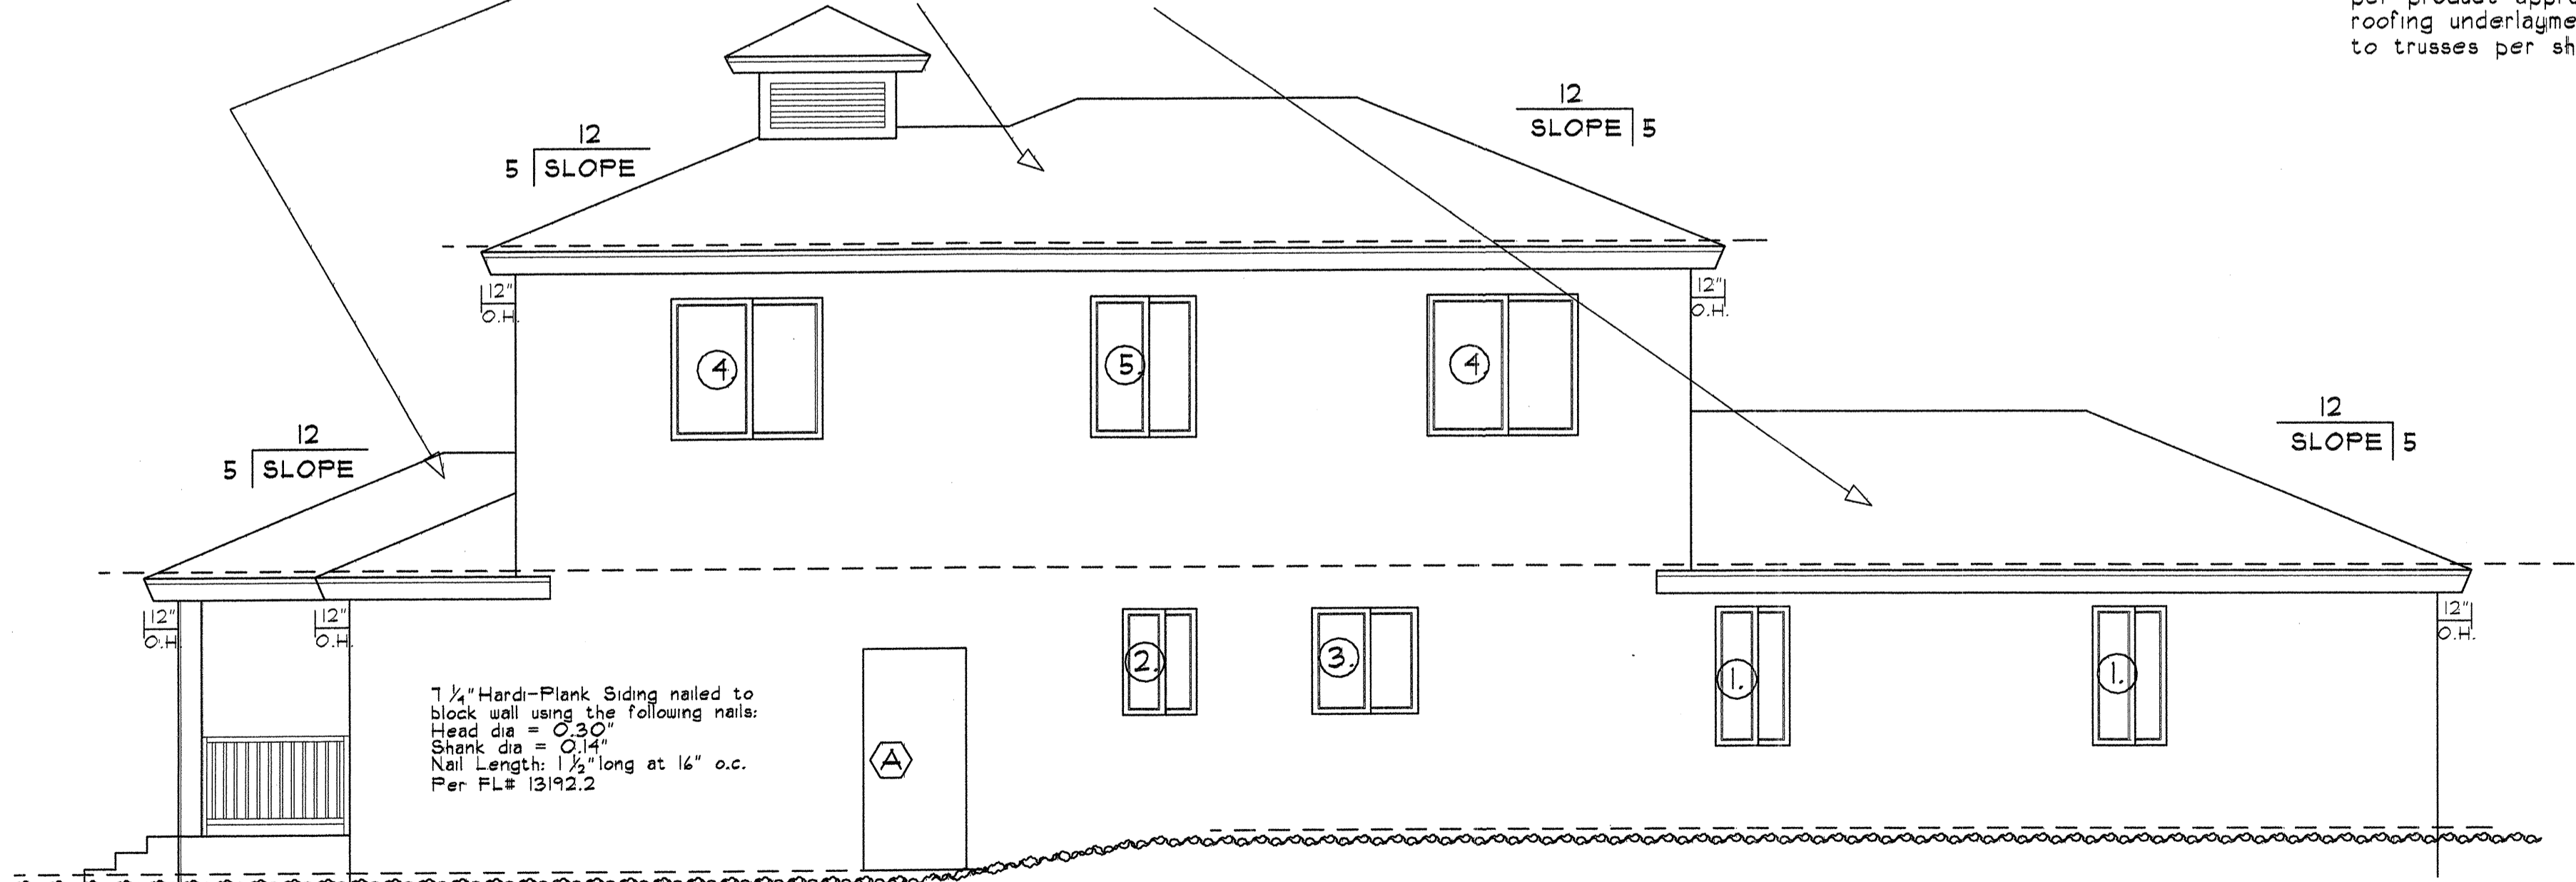 per product appro
roofing underlayme
to trusses per sh
12
SLOPE 5
12
5 SLOPE
12"
O.H.
12"
O.H.
4.
5.
4.
12
5 SLOPE
12
SLOPE 5
12"
O.H.
12"
O.H.
12"
O.H.
2.
3.
1.
1.
7 1/4" Hardi-Plank Siding nailed to
block wall using the following nails:
Head dia = 0.30"
Shank dia = 0.14"
Nail Length: 1 1/2" long at 16" o.c.
Per FL# 13192.2
A